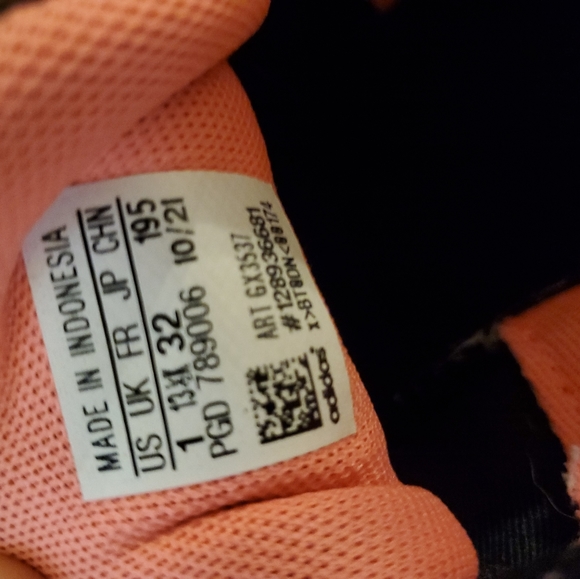 MADE IN INDONESIA
US UK FR JP CHN
1 13½ 32 195
PGD 789006 10/21
ART GX3537
# 1289366681
adidas